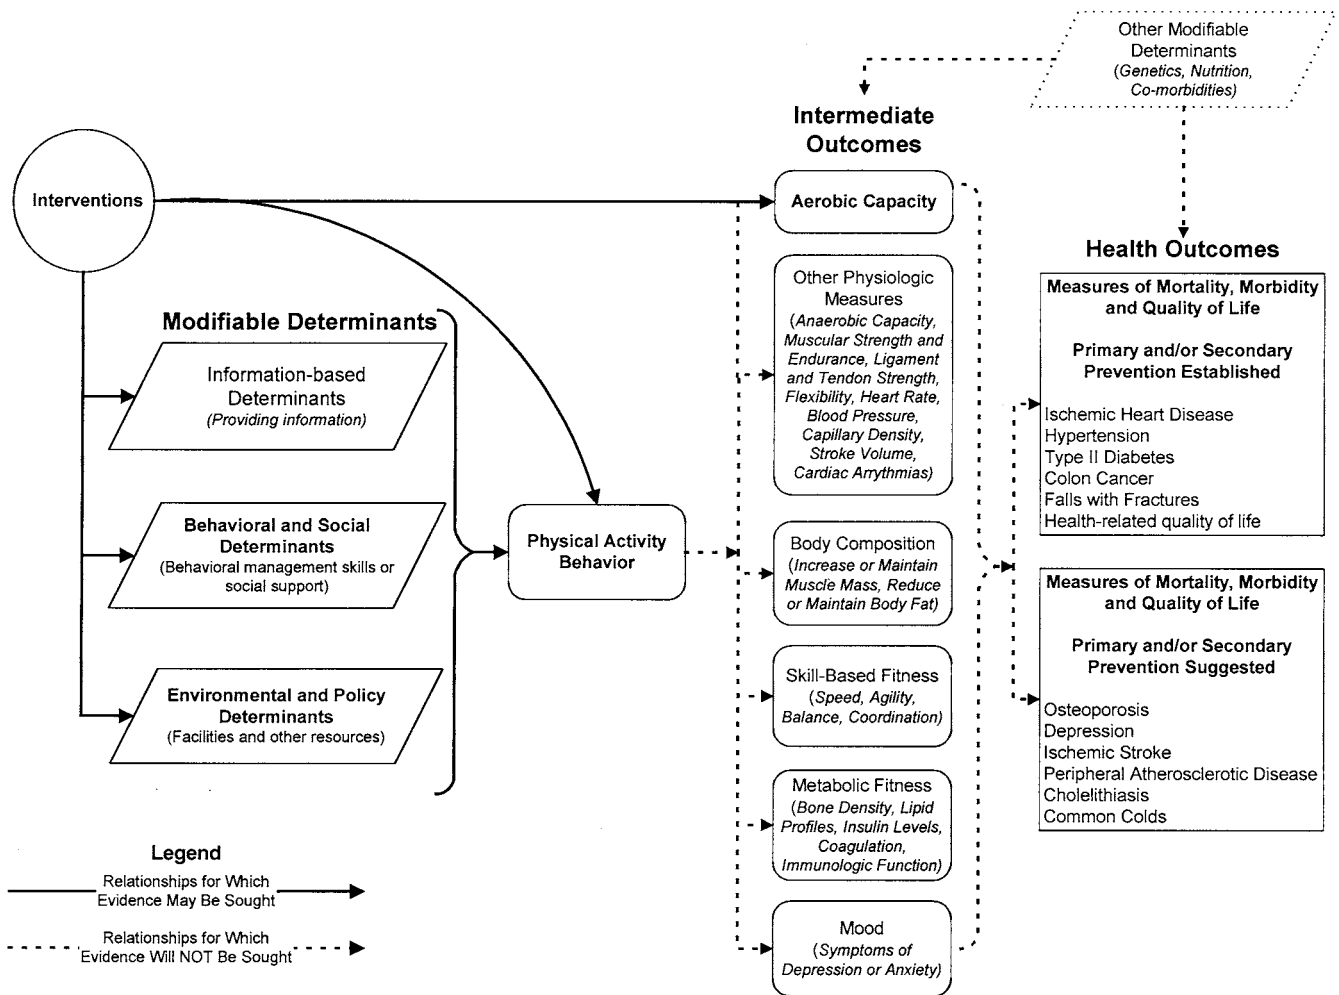 Other Modifiable
Determinants
(Genetics, Nutrition,
Co-morbidities)
Intermediate
Outcomes
Interventions
Aerobic Capacity
Health Outcomes
Measures of Mortality, Morbidity
and Quality of Life
Primary and/or Secondary
Prevention Established
Ischemic Heart Disease
Hypertension
Type II Diabetes
Colon Cancer
Falls with Fractures
Health-related quality of life
Other Physiologic
Measures
(Anaerobic Capacity,
Muscular Strength and
Endurance, Ligament
and Tendon Strength,
Flexibility, Heart Rate,
Blood Pressure,
Capillary Density,
Stroke Volume,
Cardiac Arrythmias)
Modifiable Determinants
Information-based
Determinants
(Providing information)
Behavioral and Social
Determinants
(Behavioral management skills or
social support)
Environmental and Policy
Determinants
(Facilities and other resources)
Physical Activity
Behavior
Body Composition
(Increase or Maintain
Muscle Mass, Reduce
or Maintain Body Fat)
Skill-Based Fitness
(Speed, Agility,
Balance, Coordination)
Metabolic Fitness
(Bone Density, Lipid
Profiles, Insulin Levels,
Coagulation,
Immunologic Function)
Mood
(Symptoms of
Depression or Anxiety)
Measures of Mortality, Morbidity
and Quality of Life
Primary and/or Secondary
Prevention Suggested
Osteoporosis
Depression
Ischemic Stroke
Peripheral Atherosclerotic Disease
Cholelithiasis
Common Colds
Legend
Relationships for Which
Evidence May Be Sought
Relationships for Which
Evidence Will NOT Be Sought